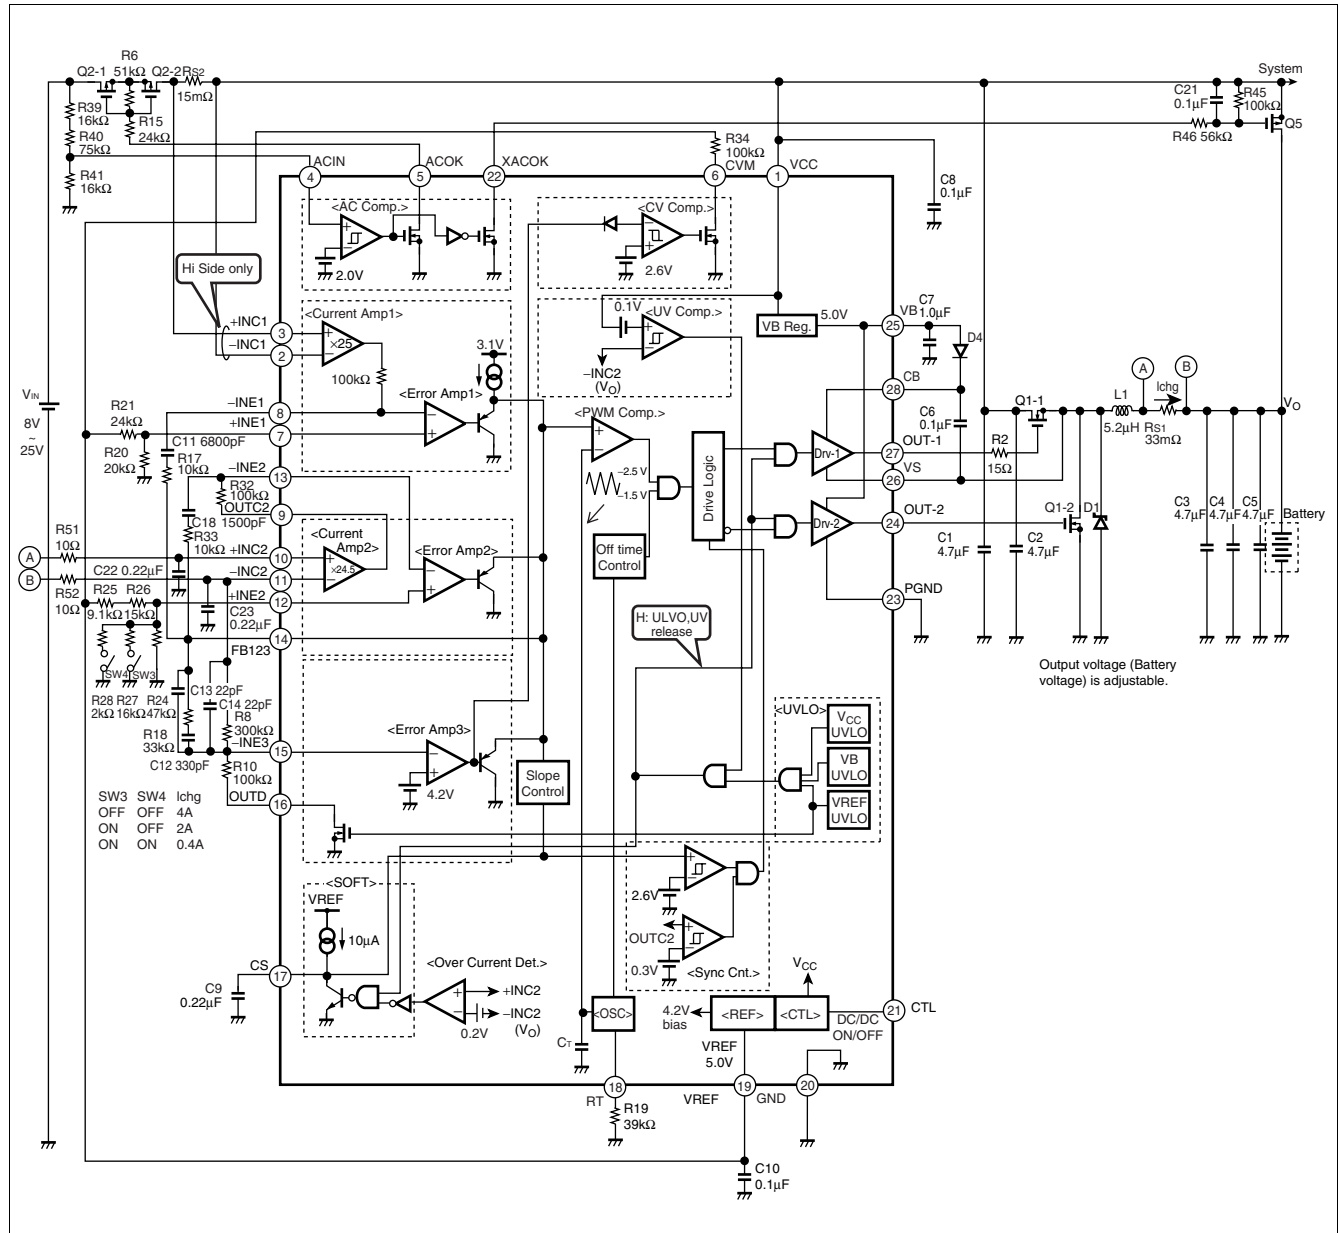 R6
Q2-1 51kΩ Q2-2 RS2
15mΩ
System
R39
16kΩ
R15
24kΩ
R40
75kΩ
R41
16kΩ
C21
0.1μF
R45
100kΩ
R46 56kΩ
Q5
R34
100kΩ
ACIN
ACOK
XACOK
CVM
VCC
4
5
22
6
1
C8
0.1μF
<AC Comp.>
2.0V
<CV Comp.>
2.6V
Hi Side only
0.1V
<UV Comp.>
−INC2
(VO)
VB Reg.
5.0V
VB
25
C7
1.0μF
D4
+INC1
3
−INC1
2
<Current Amp1>
×25
100kΩ
3.1V
<Error Amp1>
−INE1
8
+INE1
7
VIN
8V
~
25V
R21
24kΩ
R20
20kΩ
C11 6800pF
R17
10kΩ
−INE2
13
R32
100kΩ
OUTC2
9
C18
1500pF
R33
10kΩ
<PWM Comp.>
−2.5 V
−1.5 V
Drive Logic
Off time
Control
Drv-1
Drv-2
CB
28
C6
0.1μF
OUT-1
27
VS
26
OUT-2
24
PGND
23
R2
15Ω
Q1-1
Q1-2
D1
L1
5.2μH
A
Ichg
B
RS1
33mΩ
VO
C1
4.7μF
C2
4.7μF
C3
4.7μF
C4
4.7μF
C5
4.7μF
Battery
Output voltage (Battery
voltage) is adjustable.
R51
10Ω
A
B
R52
10Ω
+INC2
10
C22 0.22μF
−INC2
11
+INE2
12
<Current
Amp2>
×24.5
<Error Amp2>
R25
9.1kΩ
R26
15kΩ
C23
0.22μF
14
FB123
SW4
SW3
R28
2kΩ
R27
16kΩ
R24
47kΩ
C13 22pF
C14 22pF
R8
300kΩ
R18
33kΩ
C12 330pF
−INE3
15
R10
100kΩ
OUTD
16
<Error Amp3>
4.2V
H: ULVO,UV
release
Slope
Control
<UVLO>
VCC
UVLO
VB
UVLO
VREF
UVLO
SW3 SW4 Ichg
OFF OFF 4A
ON OFF 2A
ON ON 0.4A
<SOFT>
VREF
10μA
CS
17
C9
0.22μF
<Over Current Det.>
+INC2
−INC2
(VO)
0.2V
2.6V
OUTC2
0.3V
<Sync Cnt.>
<OSC>
CT
VCC
4.2V
bias
<REF>
<CTL>
VREF
5.0V
DC/DC
ON/OFF
21
CTL
RT
18
VREF
19
GND
20
R19
39kΩ
C10
0.1μF